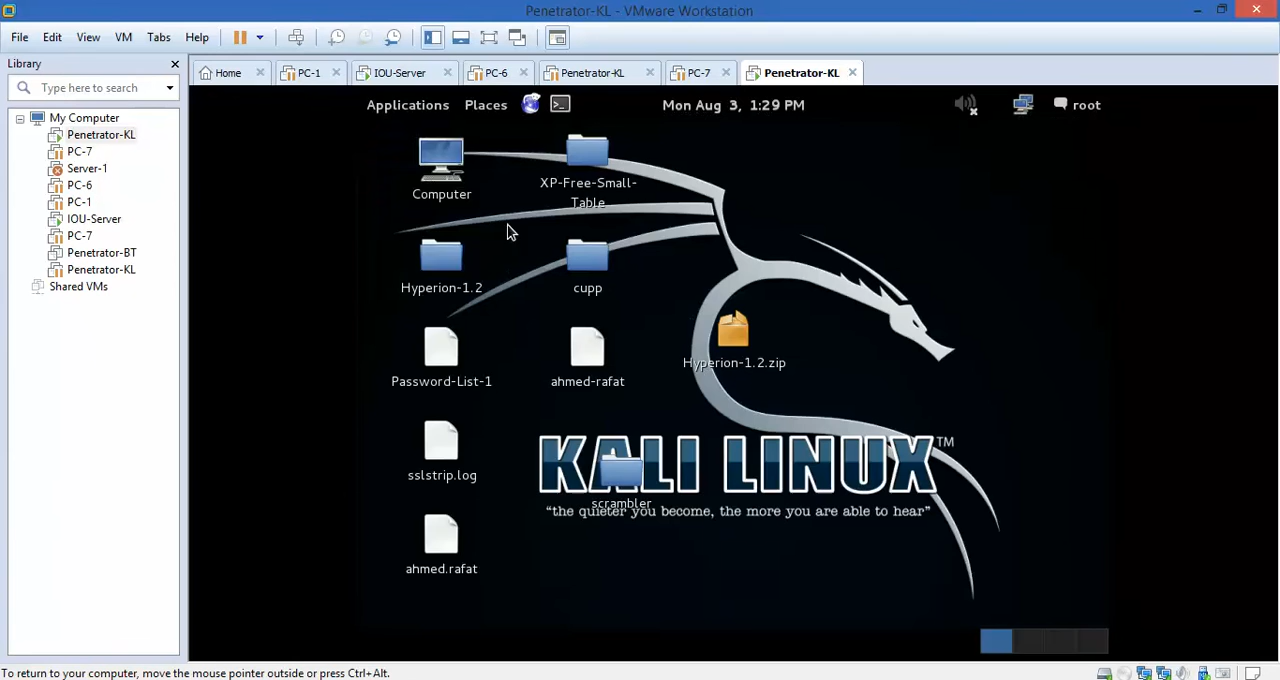 Penetrator-KL - VMware Workstation
File Edit View VM Tabs Help
Library
Type here to search
My Computer
Penetrator-KL
PC-7
Server-1
PC-6
PC-1
IOU-Server
PC-7
Penetrator-BT
Penetrator-KL
Shared VMs
Home PC-1 IOU-Server PC-6 Penetrator-KL PC-7 Penetrator-KL
Applications Places Mon Aug 3, 1:29 PM root
Computer
XP-Free-Small-
Table
Hyperion-1.2
cupp
Password-List-1
ahmed-rafat
Hyperion-1.2.zip
sslstrip.log
scrambler
ahmed.rafat
KALI LINUX™
“the quieter you become, the more you are able to hear”
To return to your computer, move the mouse pointer outside or press Ctrl+Alt.